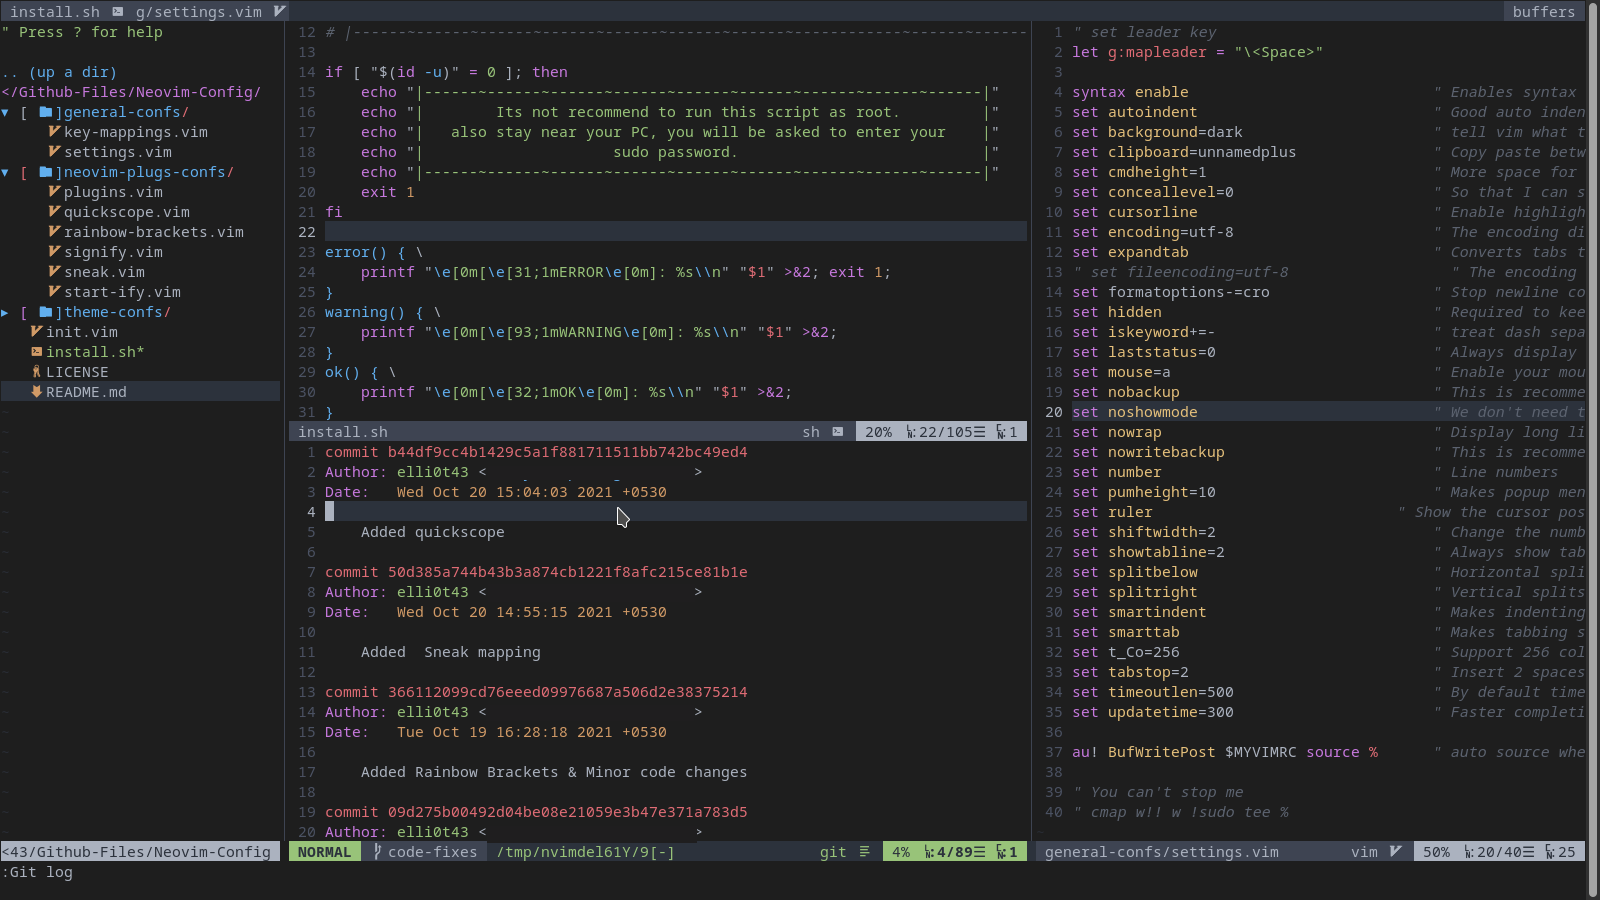 install.sh g/settings.vim buffers
" Press ? for help
.. (up a dir)
</Github-Files/Neovim-Config/
▼ [ ]general-confs/
key-mappings.vim
settings.vim
▼ [ ]neovim-plugs-confs/
plugins.vim
quickscope.vim
rainbow-brackets.vim
signify.vim
sneak.vim
start-ify.vim
▶ [ ]theme-confs/
init.vim
install.sh*
LICENSE
README.md
<43/Github-Files/Neovim-Config
12 # |------~------~------~------~------~------~------~------~------~------~------
13
14 if [ "$(id -u)" = 0 ]; then
15 echo "|------~------~------~------~------~------~------~------~------|"
16 echo "| Its not recommend to run this script as root. |"
17 echo "| also stay near your PC, you will be asked to enter your |"
18 echo "| sudo password. |"
19 echo "|------~------~------~------~------~------~------~------~------|"
20 exit 1
21 fi
22
23 error() { \
24 printf "\e[0m[\e[31;1mERROR\e[0m]: %s\\n" "$1" >&2; exit 1;
25 }
26 warning() { \
27 printf "\e[0m[\e[93;1mWARNING\e[0m]: %s\\n" "$1" >&2;
28 }
29 ok() { \
30 printf "\e[0m[\e[32;1mOK\e[0m]: %s\\n" "$1" >&2;
31 }
install.sh sh 20% LN:22/105☰ CN:1
1 commit b44df9cc4b1429c5a1f881711511bb742bc49ed4
2 Author: elli0t43 < >
3 Date: Wed Oct 20 15:04:03 2021 +0530
4
5 Added quickscope
6
7 commit 50d385a744b43b3a874cb1221f8afc215ce81b1e
8 Author: elli0t43 < >
9 Date: Wed Oct 20 14:55:15 2021 +0530
10
11 Added  Sneak mapping
12
13 commit 366112099cd76eeed09976687a506d2e38375214
14 Author: elli0t43 < >
15 Date: Tue Oct 19 16:28:18 2021 +0530
16
17 Added Rainbow Brackets & Minor code changes
18
19 commit 09d275b00492d04be08e21059e3b47e371a783d5
20 Author: elli0t43 < >
NORMAL code-fixes /tmp/nvimdel61Y/9[-] git 4% LN:4/89☰ CN:1
1 " set leader key
2 let g:mapleader = "\<Space>"
3
4 syntax enable " Enables syntax
5 set autoindent " Good auto inden
6 set background=dark " tell vim what t
7 set clipboard=unnamedplus " Copy paste betw
8 set cmdheight=1 " More space for
9 set conceallevel=0 " So that I can s
10 set cursorline " Enable highligh
11 set encoding=utf-8 " The encoding di
12 set expandtab " Converts tabs t
13 " set fileencoding=utf-8 " The encoding
14 set formatoptions-=cro " Stop newline co
15 set hidden " Required to kee
16 set iskeyword+=- " treat dash sepa
17 set laststatus=0 " Always display
18 set mouse=a " Enable your mou
19 set nobackup " This is recomme
20 set noshowmode " We don't need t
21 set nowrap " Display long li
22 set nowritebackup " This is recomme
23 set number " Line numbers
24 set pumheight=10 " Makes popup men
25 set ruler " Show the cursor pos
26 set shiftwidth=2 " Change the numb
27 set showtabline=2 " Always show tab
28 set splitbelow " Horizontal spli
29 set splitright " Vertical splits
30 set smartindent " Makes indenting
31 set smarttab " Makes tabbing s
32 set t_Co=256 " Support 256 col
33 set tabstop=2 " Insert 2 spaces
34 set timeoutlen=500 " By default time
35 set updatetime=300 " Faster completi
36
37 au! BufWritePost $MYVIMRC source % " auto source whe
38
39 " You can't stop me
40 " cmap w!! w !sudo tee %
general-confs/settings.vim vim 50% LN:20/40☰ CN:25
:Git log